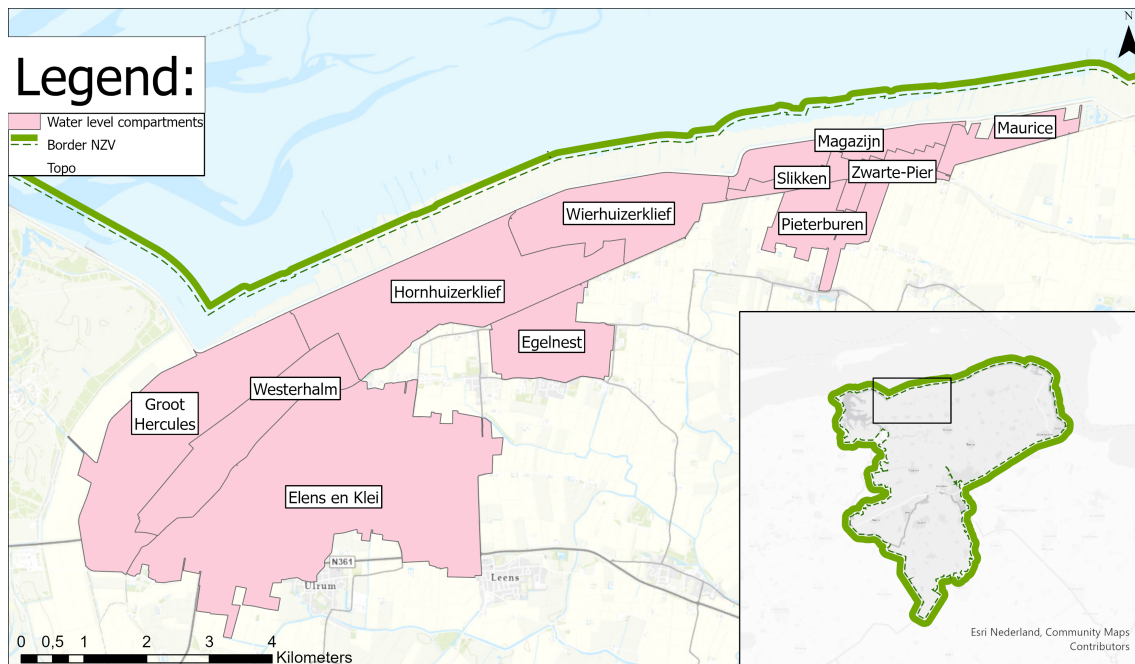 N
Legend:
Water level compartments
Border NZV
Topo
Maurice
Magazijn
Zwarte-Pier
Slikken
Wierhuizerklief
Pieterburen
Hornhuizerklief
Egelnest
Westerhalm
Groot
Hercules
Elens en Klei
N361
Ulrum
Leens
0 0,5 1 2 3 4
Kilometers
Esri Nederland, Community Maps
Contributors